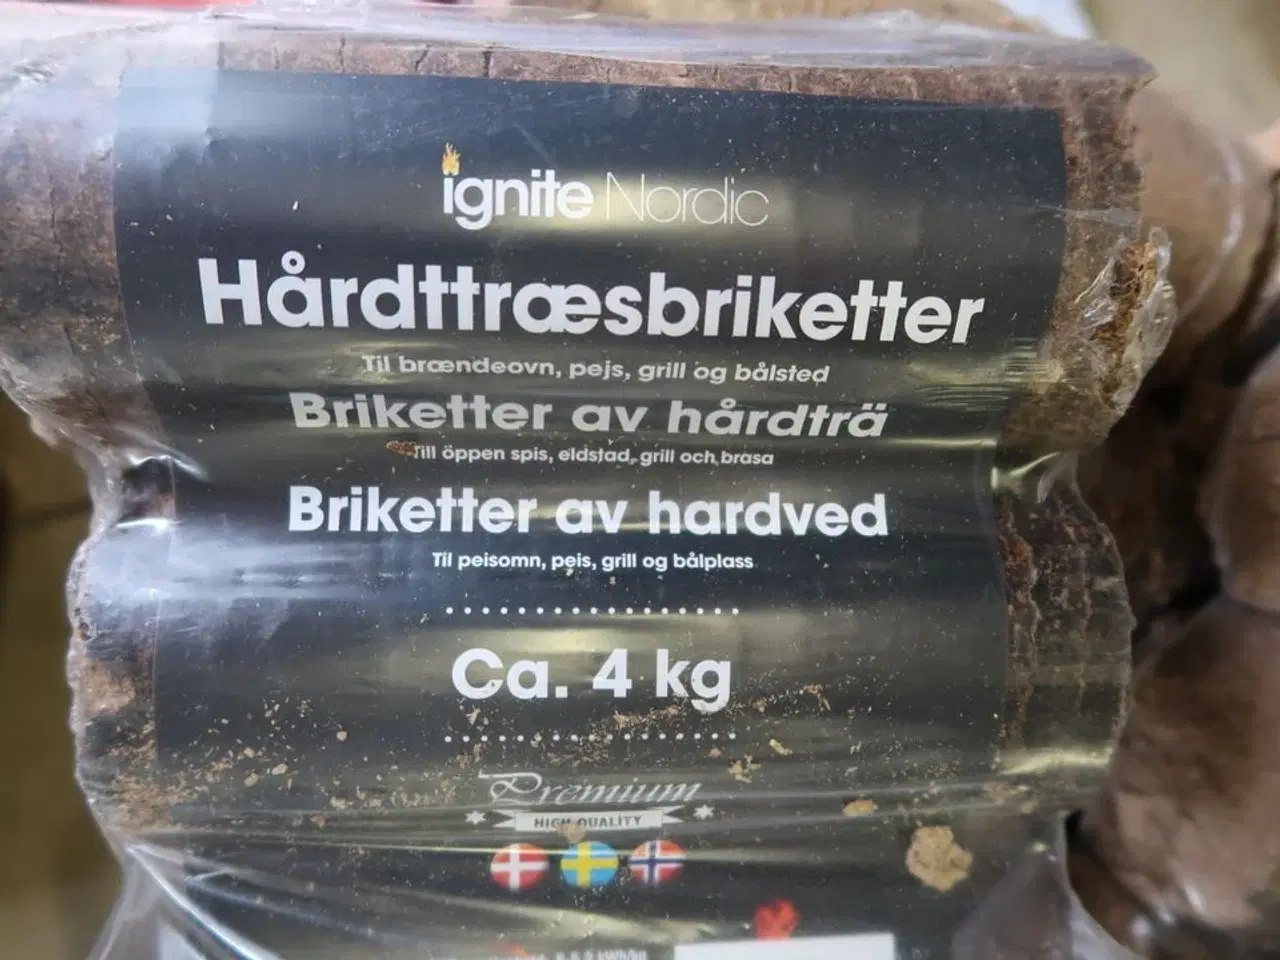 ignite Nordic
Hårdttræsbriketter
Til brændeovn, pejs, grill og bålsted
Briketter av hårdträ
Till öppen spis, eldstad, grill och brasa
Briketter av hardved
Til peisomn, peis, grill og bålplass
Ca. 4 kg
Premium
HIGH QUALITY